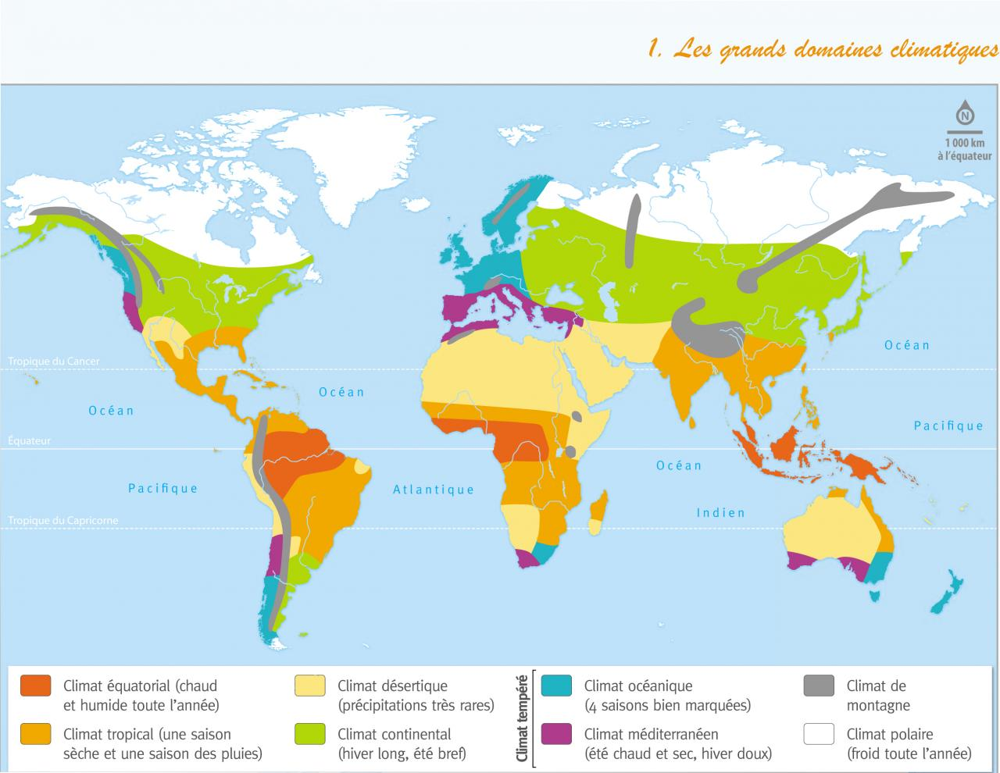 1. Les grands domaines climatiques
N
1 000 km
à l'équateur
Tropique du Cancer
Océan
Océan
Océan
Pacifique
Équateur
Océan
Pacifique
Atlantique
Indien
Tropique du Capricorne
Climat équatorial (chaud
et humide toute l'année)
Climat tropical (une saison
sèche et une saison des pluies)
Climat désertique
(précipitations très rares)
Climat continental
(hiver long, été bref)
Climat tempéré
Climat océanique
(4 saisons bien marquées)
Climat méditerranéen
(été chaud et sec, hiver doux)
Climat de
montagne
Climat polaire
(froid toute l'année)